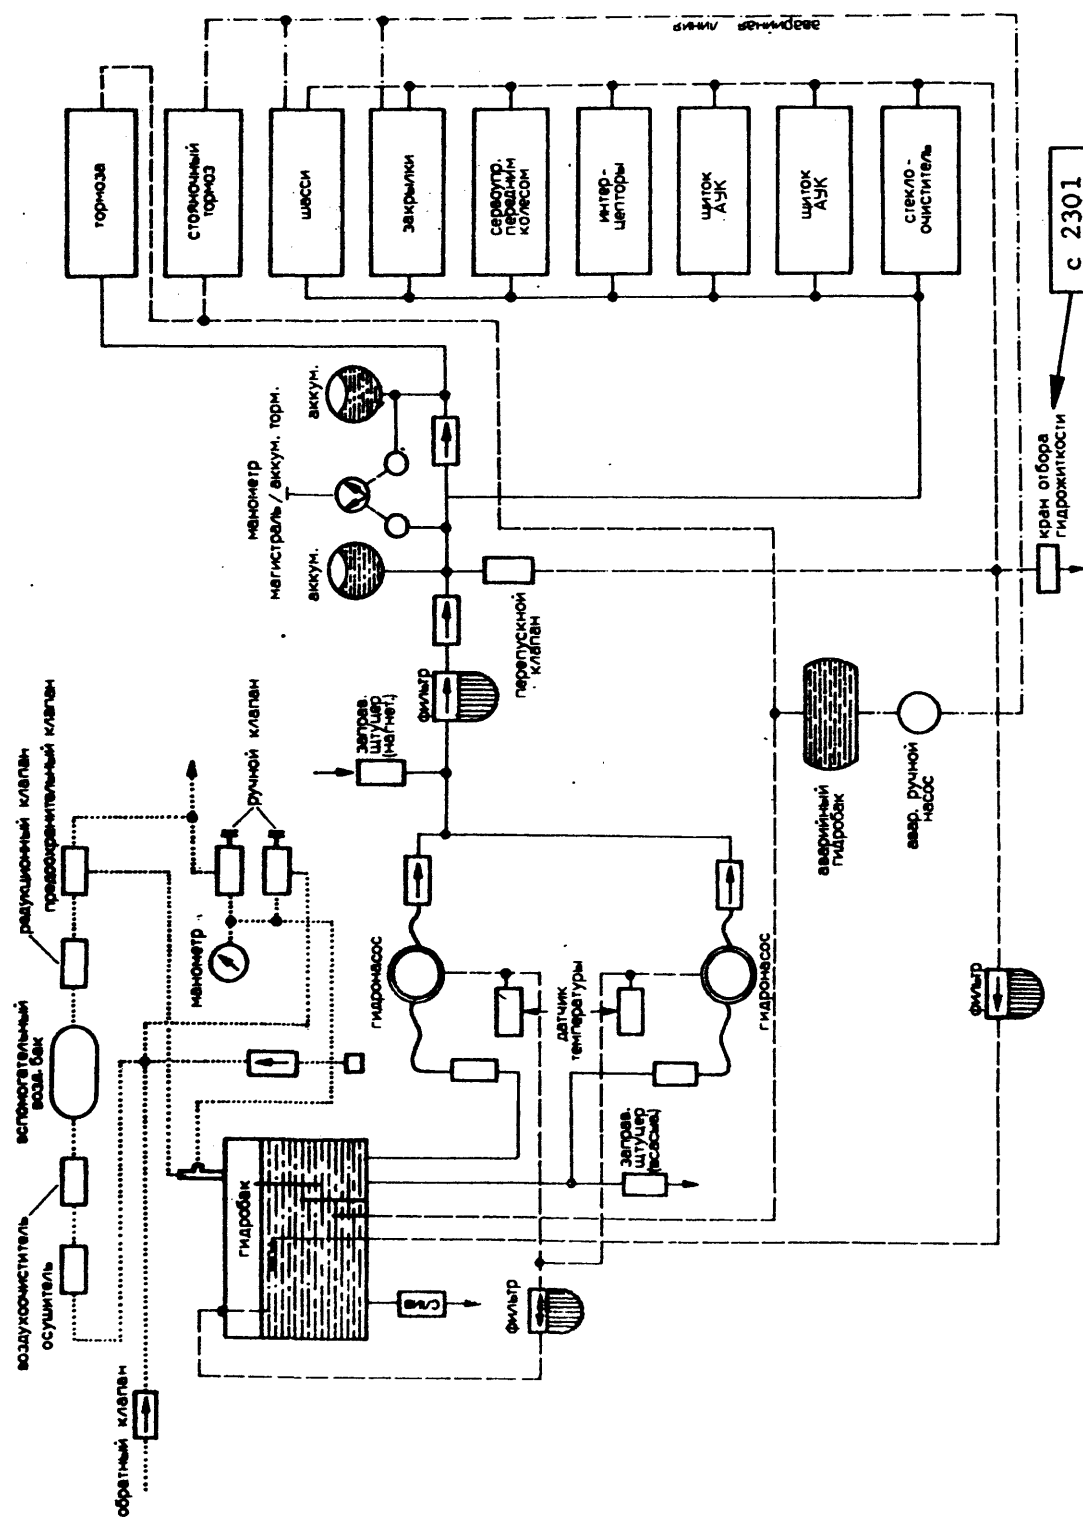 аварийная линия
тормоза
стояночный
тормоз
шасси
закрылки
сервоупр.
передним
колесом
интер-
цепторы
щиток
АУК
щиток
АУК
стекло-
очиститель
с 2301
кран отбора
гидрожиткости
манометр
магистраль / аккум. торм.
аккум.
аккум.
перепускной
клапан
фильтр
заправ.
штуцер
(нагнет.)
аварийный
гидробак
авар. ручной
насос
редукционный клапан
предохранительный клапан
ручной клапан
манометр
вспомогательный
возд. бак
воздухоочиститель
осушитель
обратный клапан
гидронасос
гидронасос
датчик
температуры
фильтр
заправ.
штуцер
(всасыв.)
гидробак
слив
фильтр